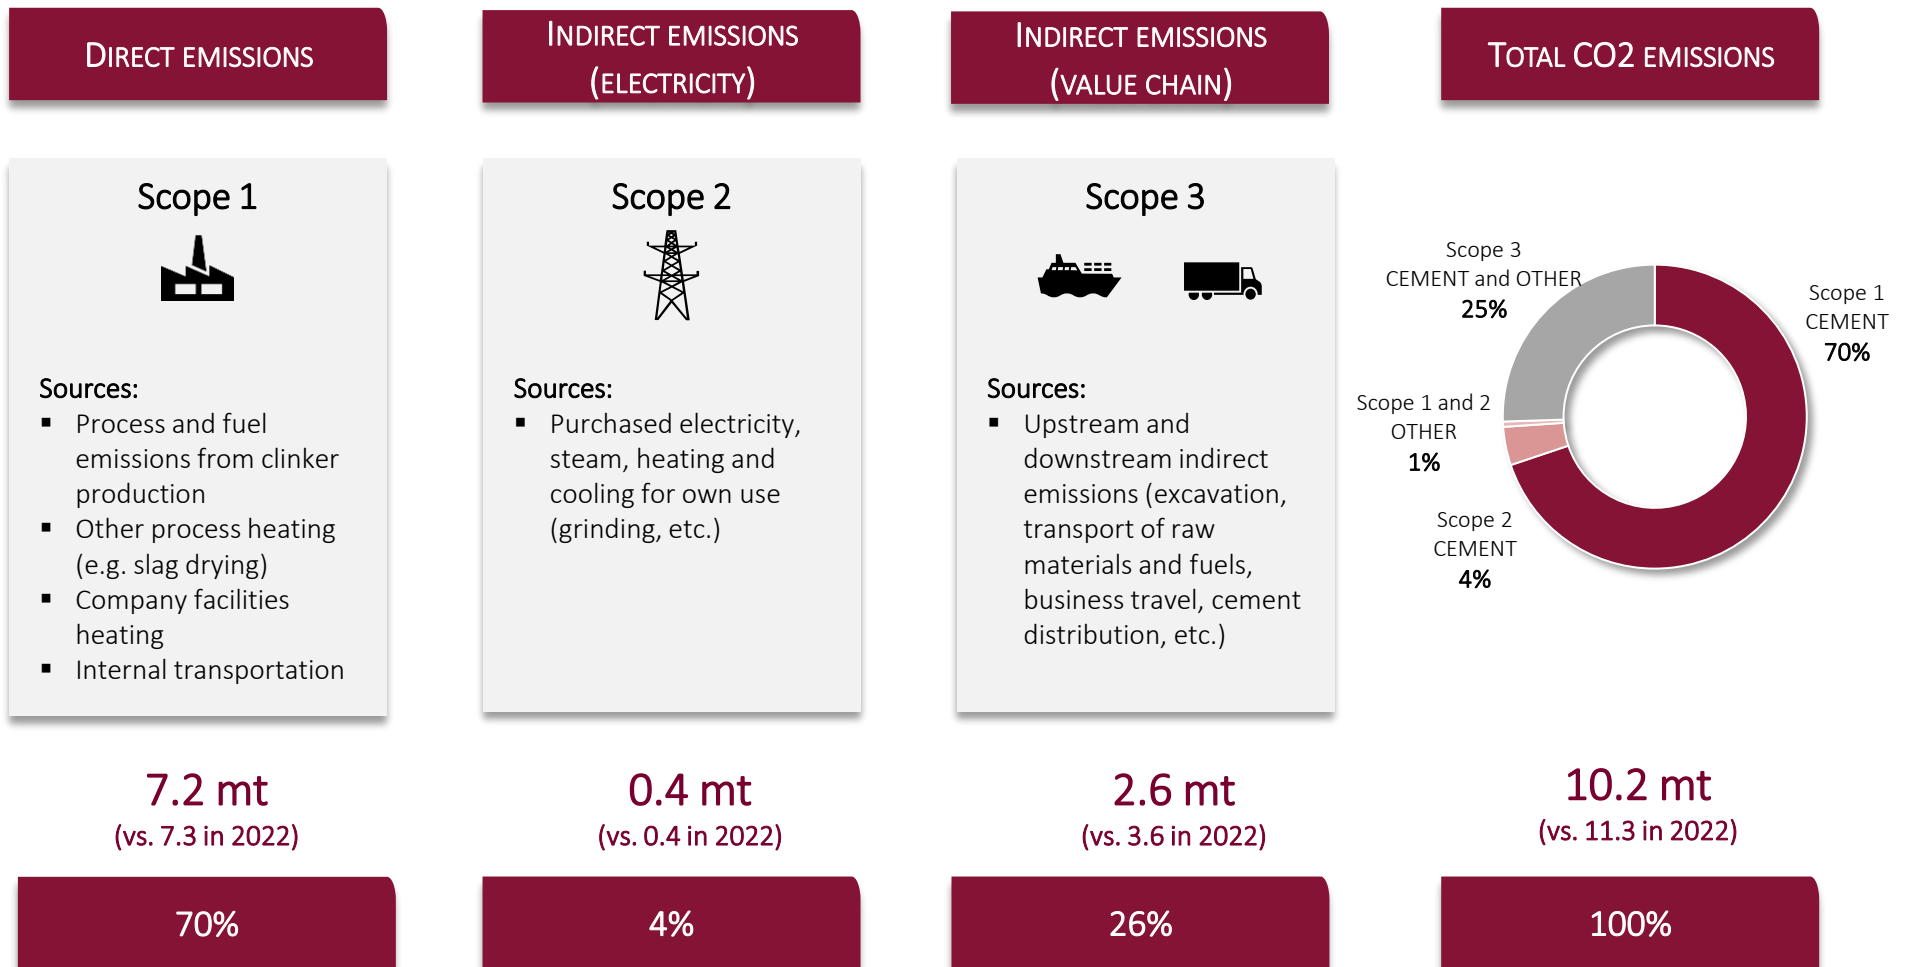 DIRECT EMISSIONS
INDIRECT EMISSIONS
(ELECTRICITY)
INDIRECT EMISSIONS
(VALUE CHAIN)
TOTAL CO2 EMISSIONS
Scope 1
Sources:
▪ Process and fuel
emissions from clinker
production
▪ Other process heating
(e.g. slag drying)
▪ Company facilities
heating
▪ Internal transportation
Scope 2
Sources:
▪ Purchased electricity,
steam, heating and
cooling for own use
(grinding, etc.)
Scope 3
Sources:
▪ Upstream and
downstream indirect
emissions (excavation,
transport of raw
materials and fuels,
business travel, cement
distribution, etc.)
Scope 3
CEMENT and OTHER
25%
Scope 1
CEMENT
70%
Scope 1 and 2
OTHER
1%
Scope 2
CEMENT
4%
7.2 mt
(vs. 7.3 in 2022)
0.4 mt
(vs. 0.4 in 2022)
2.6 mt
(vs. 3.6 in 2022)
10.2 mt
(vs. 11.3 in 2022)
70%
4%
26%
100%